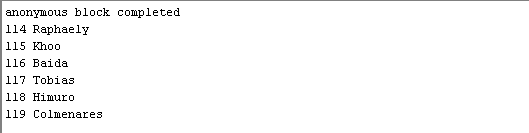 anonymous block completed
114 Raphaely
115 Khoo
116 Baida
117 Tobias
118 Himuro
119 Colmenares